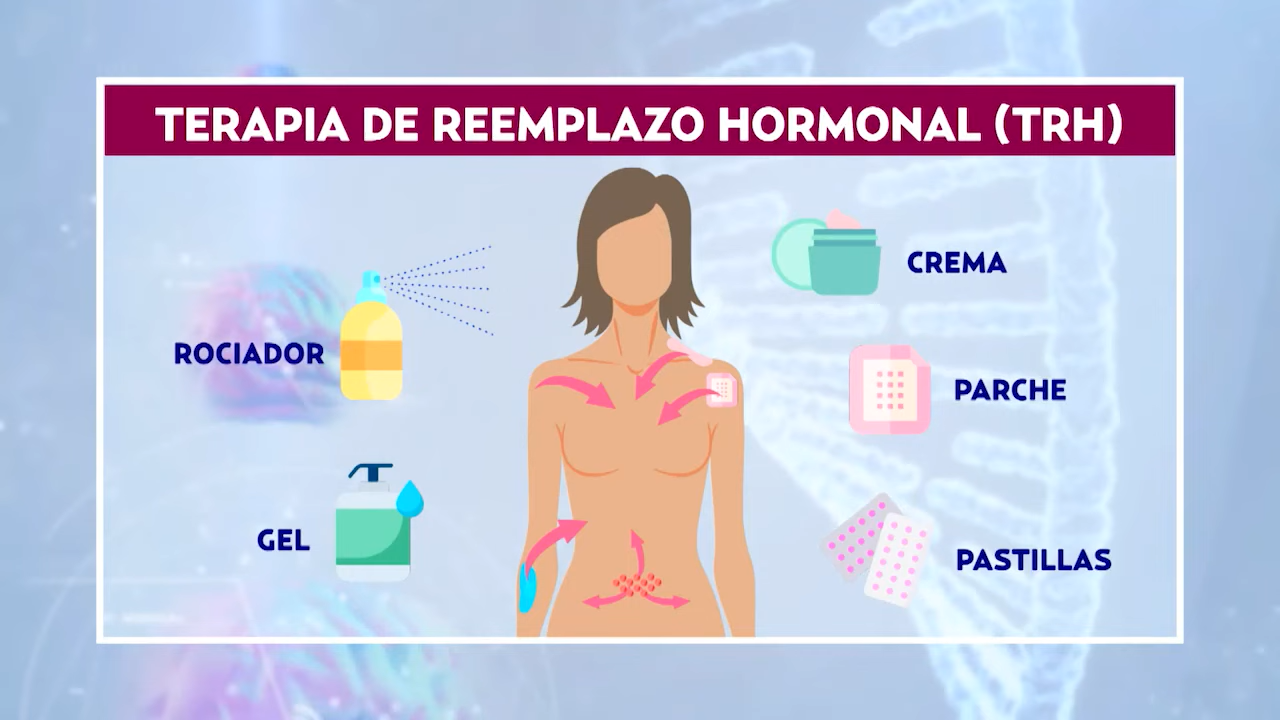 TERAPIA DE REEMPLAZO HORMONAL (TRH)
ROCIADOR
GEL
CREMA
PARCHE
PASTILLAS